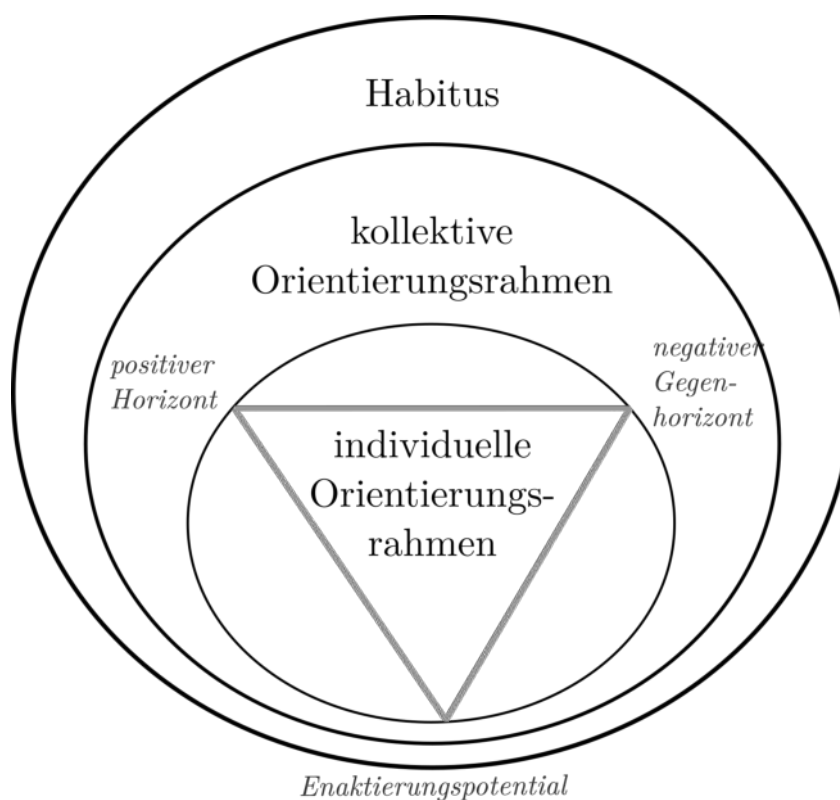 Habitus
kollektive
Orientierungsrahmen
positiver
Horizont
negativer
Gegen-
horizont
individuelle
Orientierungs-
rahmen
Enaktierungspotential